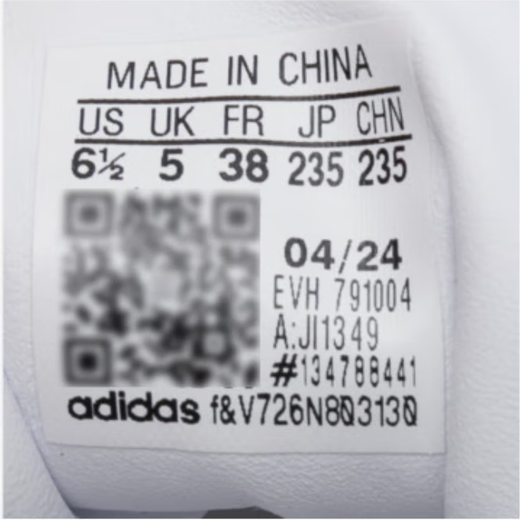 MADE IN CHINA
US UK FR JP CHN
6½ 5 38 235 235
04/24
EVH 791004
A:JI1349
#134788441
adidas f&V726N803130